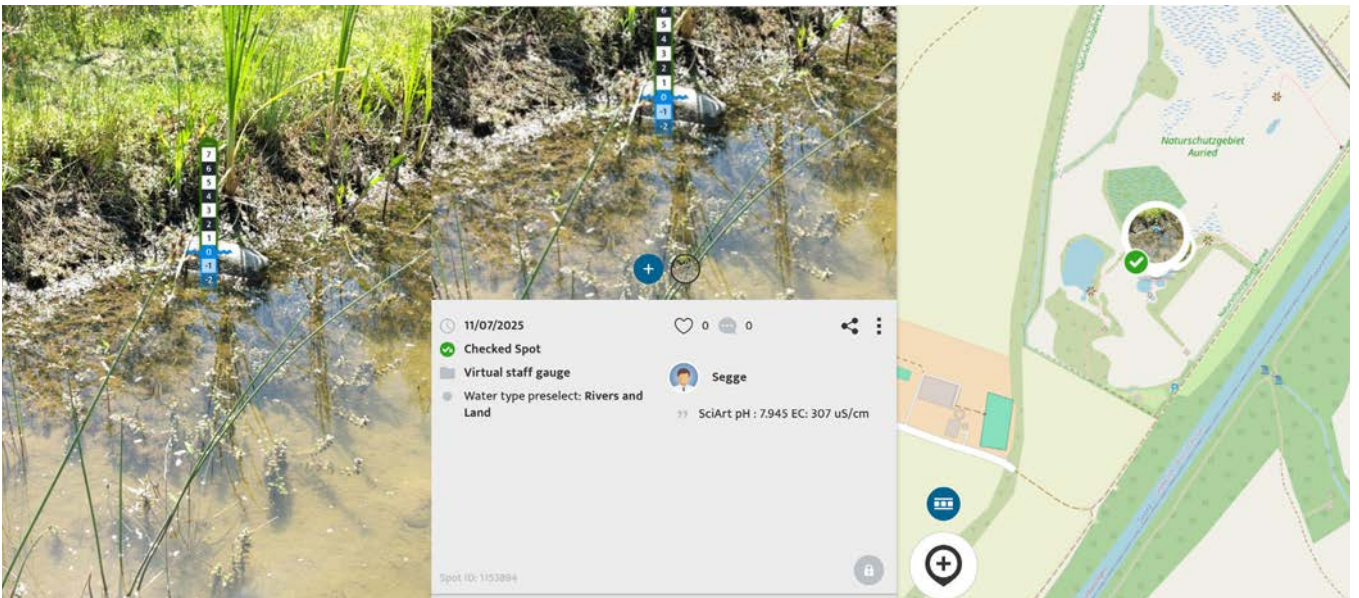 7
6
5
4
3
2
1
0
-1
-2
6
5
4
3
2
1
0
-1
-2
11/07/2025
0
0
Checked Spot
Virtual staff gauge
Segge
Water type preselect: Rivers and
Land
SciArt pH : 7.945 EC: 307 uS/cm
Spot ID: 1153894
Naturschutzgebiet
Auried
P